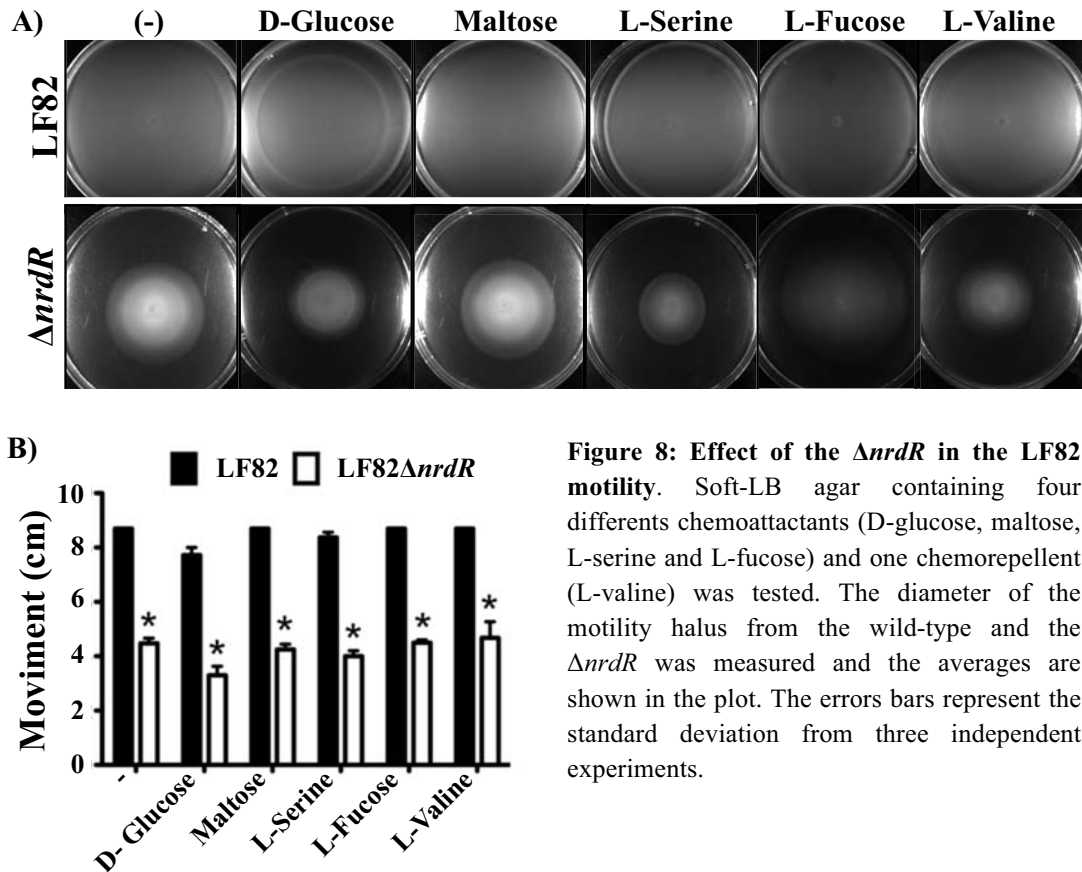 A) (-) D-Glucose Maltose L-Serine L-Fucose L-Valine
LF82
ΔnrdR
B)
LF82 LF82ΔnrdR
Moviment (cm)
10
8
6
4
2
0
* * * * * *
- D- Glucose Maltose L-Serine L-Fucose L-Valine
Figure 8: Effect of the ΔnrdR in the LF82
motility. Soft-LB agar containing four
differents chemoattactants (D-glucose, maltose,
L-serine and L-fucose) and one chemorepellent
(L-valine) was tested. The diameter of the
motility halus from the wild-type and the
ΔnrdR was measured and the averages are
shown in the plot. The errors bars represent the
standard deviation from three independent
experiments.